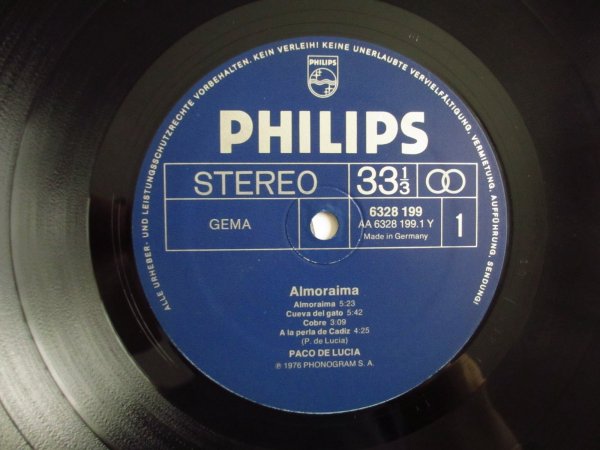 ALLE URHEBER- UND LEISTUNGSSCHUTZRECHTE VORBEHALTEN. KEIN VERLEIH! KEINE UNERLAUBTE VERVIELFÄLTIGUNG, VERMIETUNG, AUFFÜHRUNG, SENDUNG!
PHILIPS
PHILIPS
STEREO 33 1/3
GEMA
6328 199
AA 6328 199.1 Y
Made in Germany
1
Almoraima
Almoraima 5:23
Cueva del gato 5:42
Cobre 3:09
A la perla de Cadiz 4:25
(P. de Lucia)
PACO DE LUCIA
℗ 1976 PHONOGRAM S. A.